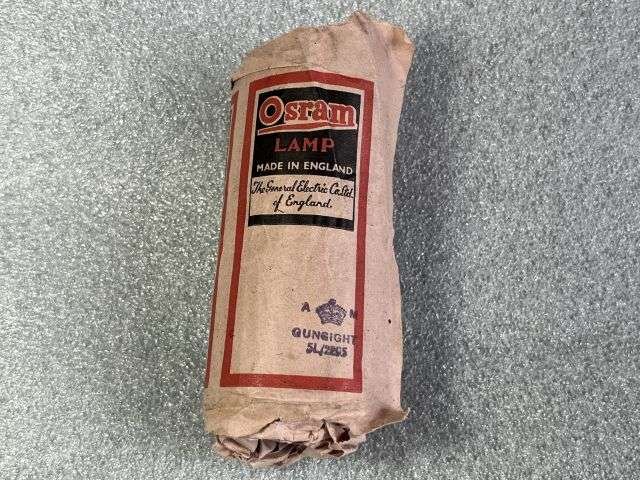 Osram
LAMP
MADE IN ENGLAND
The General Electric Co. Ltd.
of England.
A M
GUNSIGHT